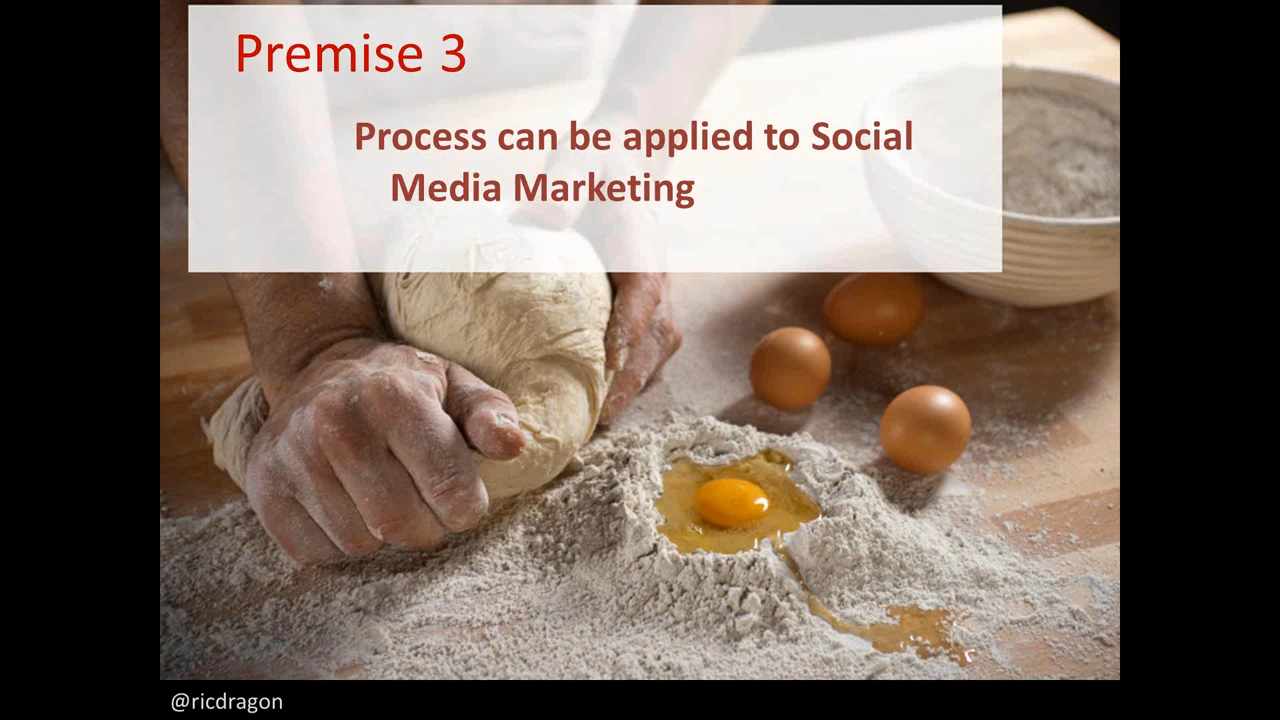 Premise 3
Process can be applied to Social
Media Marketing
@ricdragon